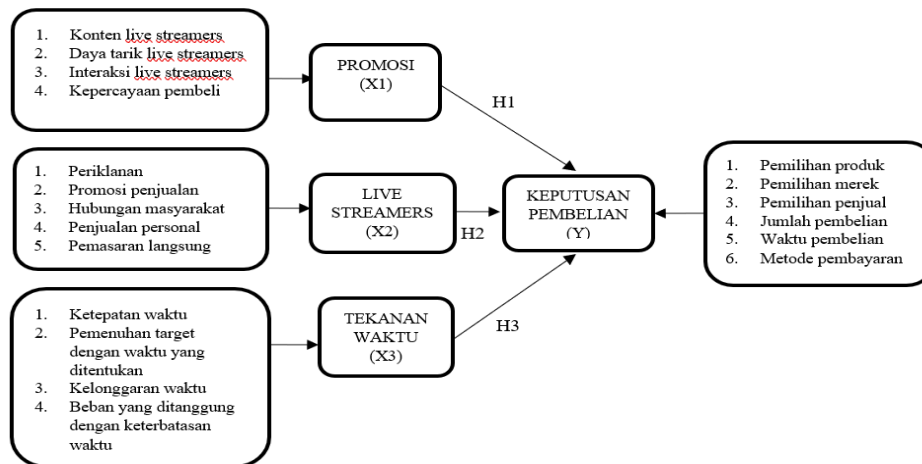 1. Konten live streamers
2. Daya tarik live streamers
3. Interaksi live streamers
4. Kepercayaan pembeli
PROMOSI
(X1)
H1
1. Periklanan
2. Promosi penjualan
3. Hubungan masyarakat
4. Penjualan personal
5. Pemasaran langsung
LIVE
STREAMERS
(X2)
H2
KEPUTUSAN
PEMBELIAN
(Y)
1. Pemilihan produk
2. Pemilihan merek
3. Pemilihan penjual
4. Jumlah pembelian
5. Waktu pembelian
6. Metode pembayaran
1. Ketepatan waktu
2. Pemenuhan target
dengan waktu yang
ditentukan
3. Kelonggaran waktu
4. Beban yang ditanggung
dengan keterbatasan
waktu
TEKANAN
WAKTU
(X3)
H3